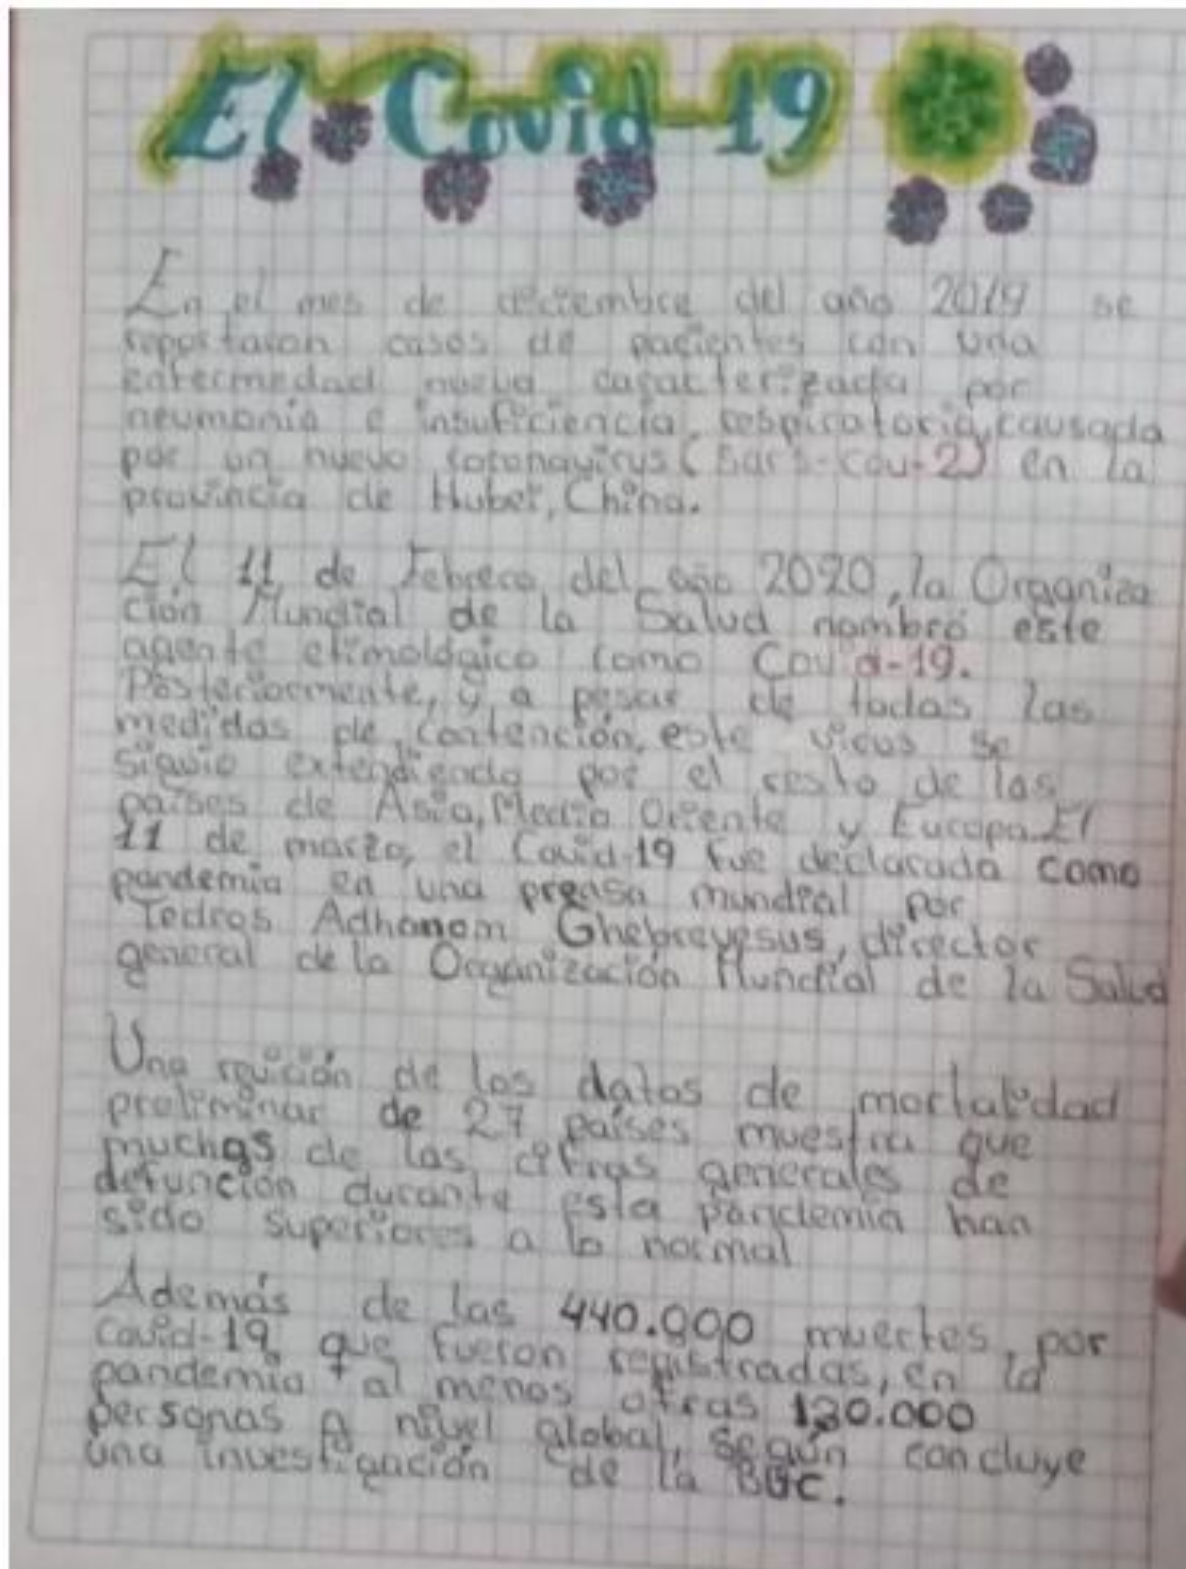 El Covid-19
En el mes de diciembre del año 2019 se
reportaron casos de pacientes con una
enfermedad nueva caracterizada por
neumonía e insuficiencia respiratoria, causada
por un nuevo coronavirus (Sars-Cov-2) en la
provincia de Hubei, China.
El 11 de Febrero del año 2020, la Organiza
ción Mundial de la Salud nombró este
agente etimológico como Covid-19.
Posteriormente, y a pesar de todas las
medidas de contención, este virus se
siguió extendiendo por el resto de los
países de Asia, Medio Oriente y Europa. El
11 de marzo, el Covid-19 fue declarada como
pandemia en una prensa mundial por
Tedros Adhanom Ghebreyesus, director
general de la Organización Mundial de la Salud
Una de los datos de mortalidad
preliminar de 27 países muestra que
muchas de las cifras generales de
defunción durante esta pandemia han
sido superiores a lo normal
Además de las 440.000 muertes por
Covid-19 que fueron registradas, en la
pandemia + al menos otras 130.000
personas a nivel global, según concluye
una investigación de la BBC.